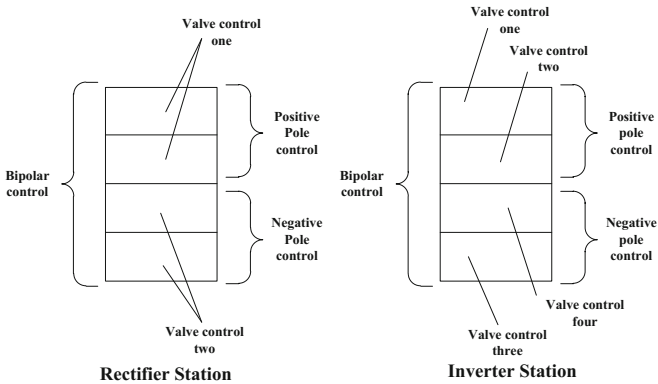 Valve control
one
Positive
Pole
control
Bipolar
control
Negative
Pole
control
Valve control
two
Rectifier Station
Valve control
one
Valve control
two
Positive
pole
control
Bipolar
control
Negative
pole
control
Valve control
four
Valve control
three
Inverter Station